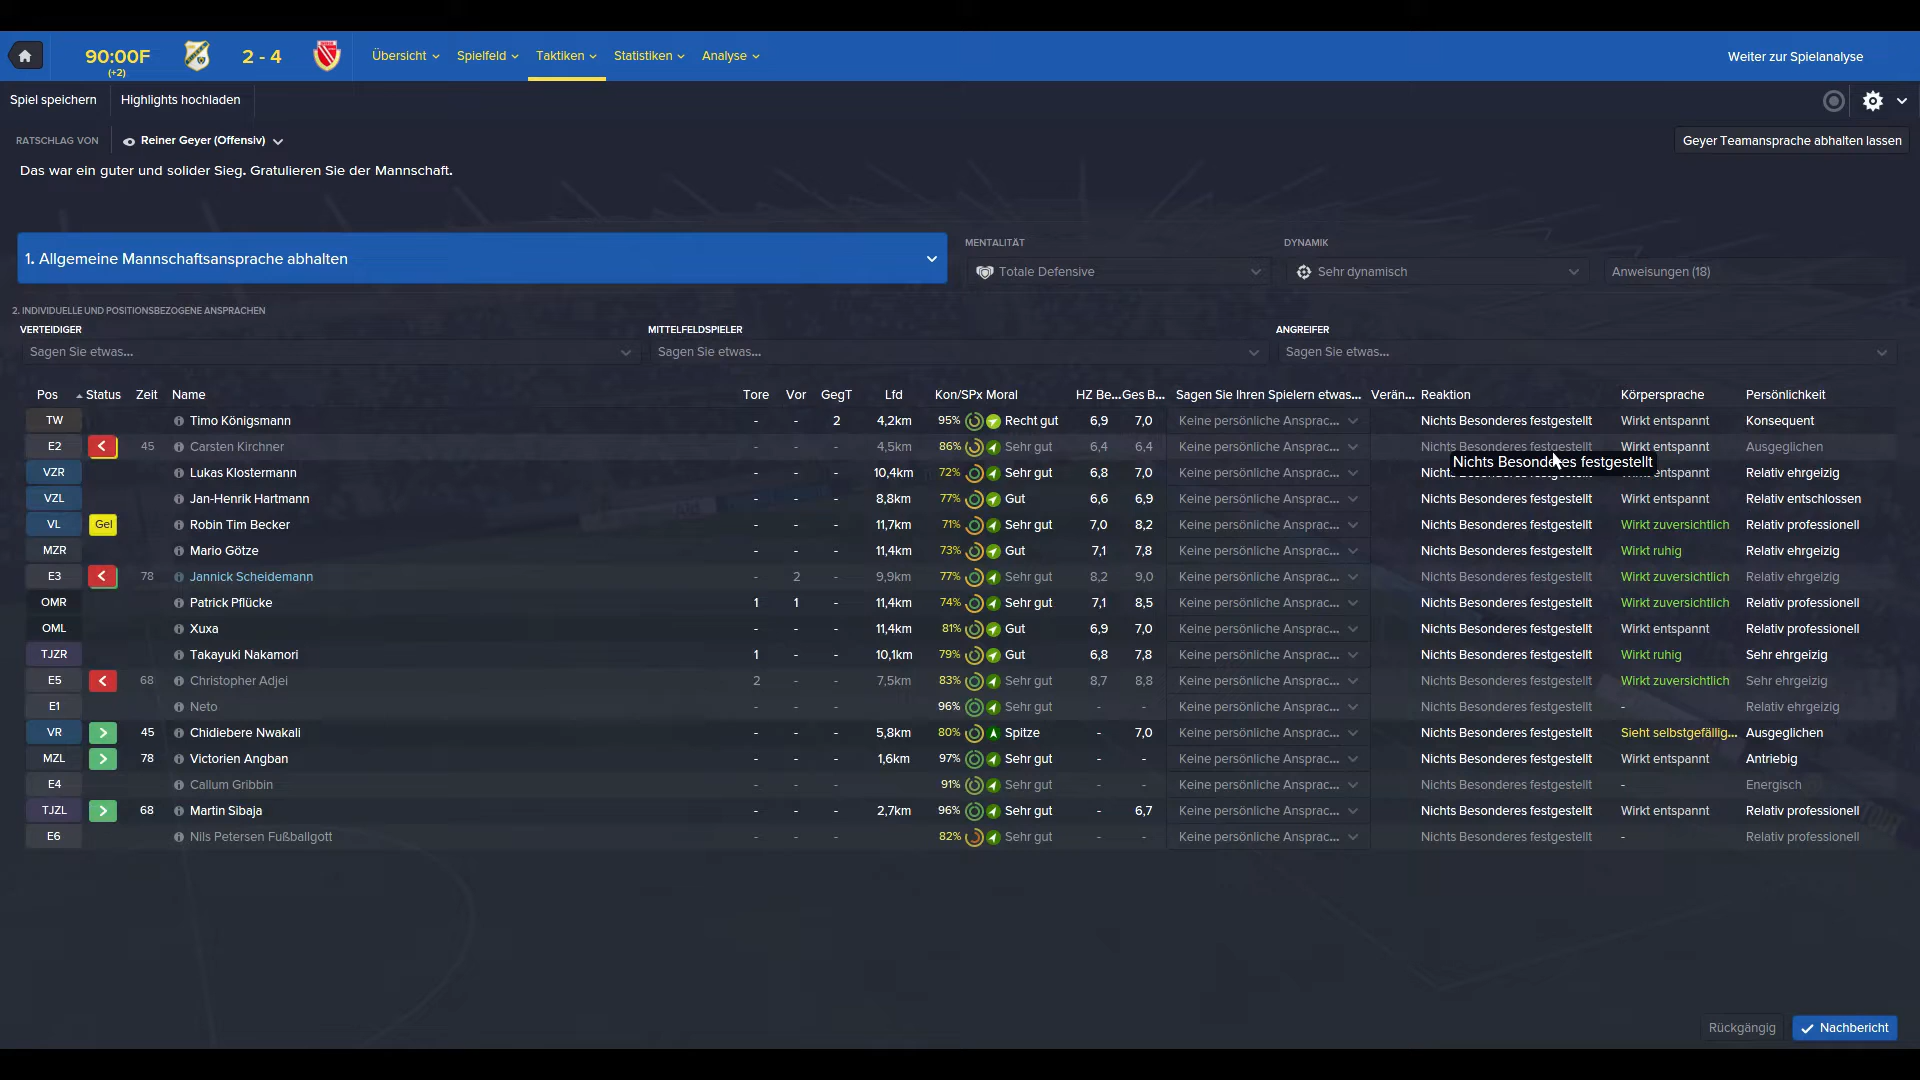 90:00F
(+2)
2 - 4
Übersicht
Spielfeld
Taktiken
Statistiken
Analyse
Weiter zur Spielanalyse
Spiel speichern
Highlights hochladen
RATSCHLAG VON
Reiner Geyer (Offensiv)
Geyer Teamansprache abhalten lassen
Das war ein guter und solider Sieg. Gratulieren Sie der Mannschaft.
1. Allgemeine Mannschaftsansprache abhalten
MENTALITÄT
Totale Defensive
DYNAMIK
Sehr dynamisch
Anweisungen (18)
2. INDIVIDUELLE UND POSITIONSBEZOGENE ANSPRACHEN
VERTEIDIGER
MITTELFELDSPIELER
ANGREIFER
Sagen Sie etwas...
Sagen Sie etwas...
Sagen Sie etwas...
Pos Status Zeit Name Tore Vor GegT Lfd Kon/SPx Moral HZ Be... Ges B... Sagen Sie Ihren Spielern etwas... Verän... Reaktion Körpersprache Persönlichkeit
TW Timo Königsmann - - 2 4,2km 95% Recht gut 6,9 7,0 Keine persönliche Ansprac... Nichts Besonderes festgestellt Wirkt entspannt Konsequent
E2 45 Carsten Kirchner - - - 4,5km 86% Sehr gut 6,4 6,4 Keine persönliche Ansprac... Nichts Besonderes festgestellt Wirkt entspannt Ausgeglichen
Nichts Besonderes festgestellt
VZR Lukas Klostermann - - - 10,4km 72% Sehr gut 6,8 7,0 Keine persönliche Ansprac... entspannt Relativ ehrgeizig
VZL Jan-Henrik Hartmann - - - 8,8km 77% Gut 6,6 6,9 Keine persönliche Ansprac... Nichts Besonderes festgestellt Wirkt entspannt Relativ entschlossen
VL Gel Robin Tim Becker - - - 11,7km 71% Sehr gut 7,0 8,2 Keine persönliche Ansprac... Nichts Besonderes festgestellt Wirkt zuversichtlich Relativ professionell
MZR Mario Götze - - - 11,4km 73% Gut 7,1 7,8 Keine persönliche Ansprac... Nichts Besonderes festgestellt Wirkt ruhig Relativ ehrgeizig
E3 78 Jannick Scheidemann - 2 - 9,9km 77% Sehr gut 8,2 9,0 Keine persönliche Ansprac... Nichts Besonderes festgestellt Wirkt zuversichtlich Relativ ehrgeizig
OMR Patrick Pflücke 1 1 - 11,4km 74% Sehr gut 7,1 8,5 Keine persönliche Ansprac... Nichts Besonderes festgestellt Wirkt zuversichtlich Relativ professionell
OML Xuxa - - - 11,4km 81% Gut 6,9 7,0 Keine persönliche Ansprac... Nichts Besonderes festgestellt Wirkt entspannt Relativ professionell
TJZR Takayuki Nakamori 1 - - 10,1km 79% Gut 6,8 7,8 Keine persönliche Ansprac... Nichts Besonderes festgestellt Wirkt ruhig Sehr ehrgeizig
E5 68 Christopher Adjei 2 - - 7,5km 83% Sehr gut 8,7 8,8 Keine persönliche Ansprac... Nichts Besonderes festgestellt Wirkt zuversichtlich Sehr ehrgeizig
E1 Neto - - - 96% Sehr gut - - Keine persönliche Ansprac... Nichts Besonderes festgestellt - Relativ ehrgeizig
VR 45 Chidiebere Nwakali - - - 5,8km 80% Spitze - 7,0 Keine persönliche Ansprac... Nichts Besonderes festgestellt Sieht selbstgefällig... Ausgeglichen
MZL 78 Victorien Angban - - - 1,6km 97% Sehr gut - - Keine persönliche Ansprac... Nichts Besonderes festgestellt Wirkt entspannt Antriebig
E4 Callum Gribbin - - - 91% Sehr gut - - Keine persönliche Ansprac... Nichts Besonderes festgestellt - Energisch
TJZL 68 Martin Sibaja - - - 2,7km 96% Sehr gut - 6,7 Keine persönliche Ansprac... Nichts Besonderes festgestellt Wirkt entspannt Relativ professionell
E6 Nils Petersen Fußballgott - - - 82% Sehr gut - - Keine persönliche Ansprac... Nichts Besonderes festgestellt - Relativ professionell
Rückgängig
Nachbericht